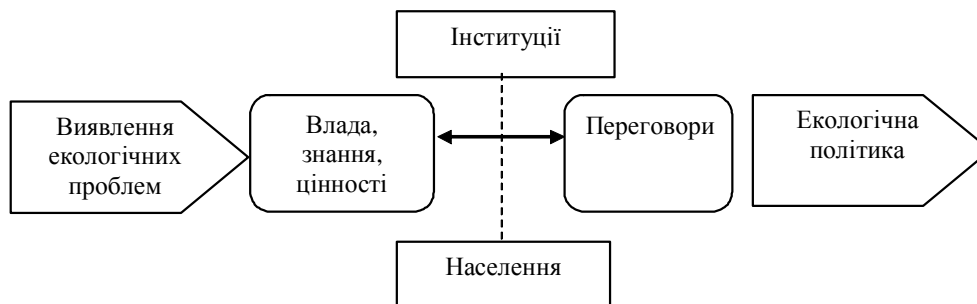 Інституції
Виявлення
екологічних
проблем
Влада,
знання,
цінності
Переговори
Екологічна
політика
Населення